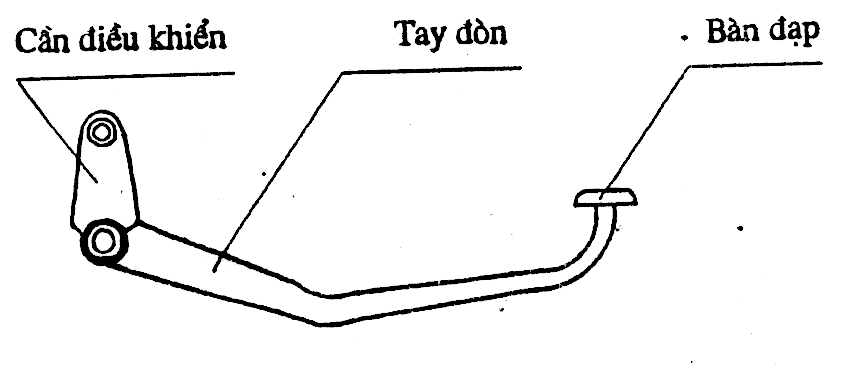 Cần điều khiển
Tay đòn
Bàn đạp